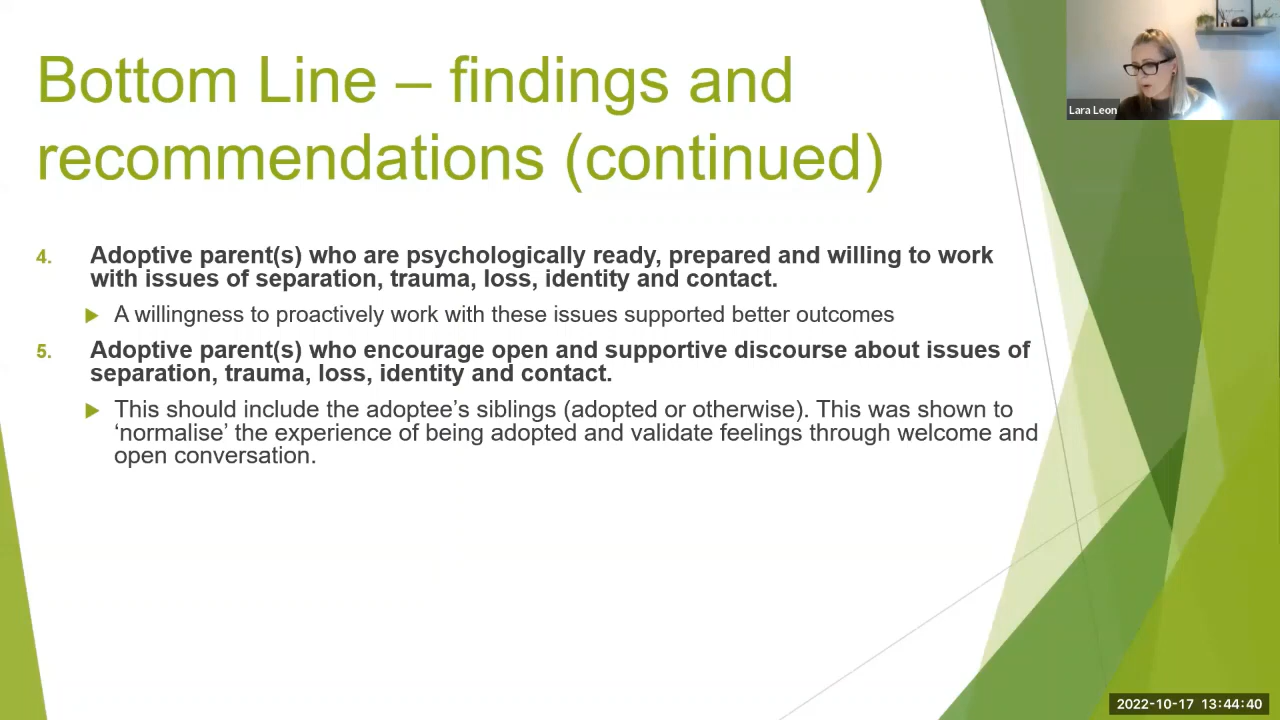 Bottom Line – findings and
recommendations (continued)
Lara Leon
4. Adoptive parent(s) who are psychologically ready, prepared and willing to work
with issues of separation, trauma, loss, identity and contact.
A willingness to proactively work with these issues supported better outcomes
5. Adoptive parent(s) who encourage open and supportive discourse about issues of
separation, trauma, loss, identity and contact.
This should include the adoptee’s siblings (adopted or otherwise). This was shown to
‘normalise’ the experience of being adopted and validate feelings through welcome and
open conversation.
2022-10-17 13:44:40